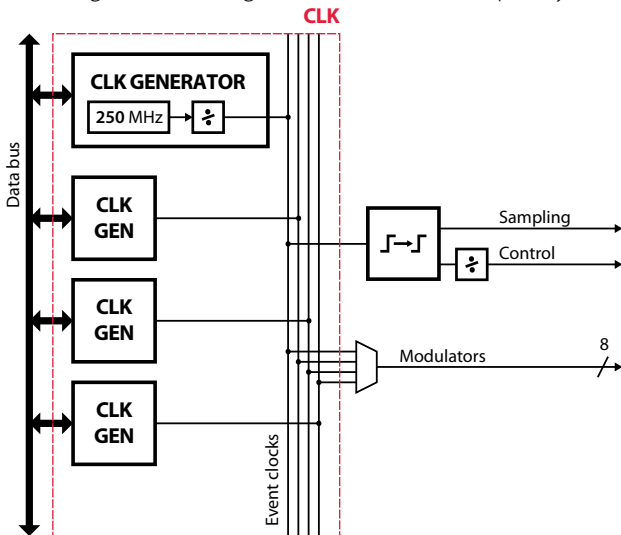 CLK
CLK GENERATOR
250 MHz
÷
Data bus
CLK
GEN
Sampling
Control
÷
CLK
GEN
8
Modulators
CLK
GEN
Event clocks